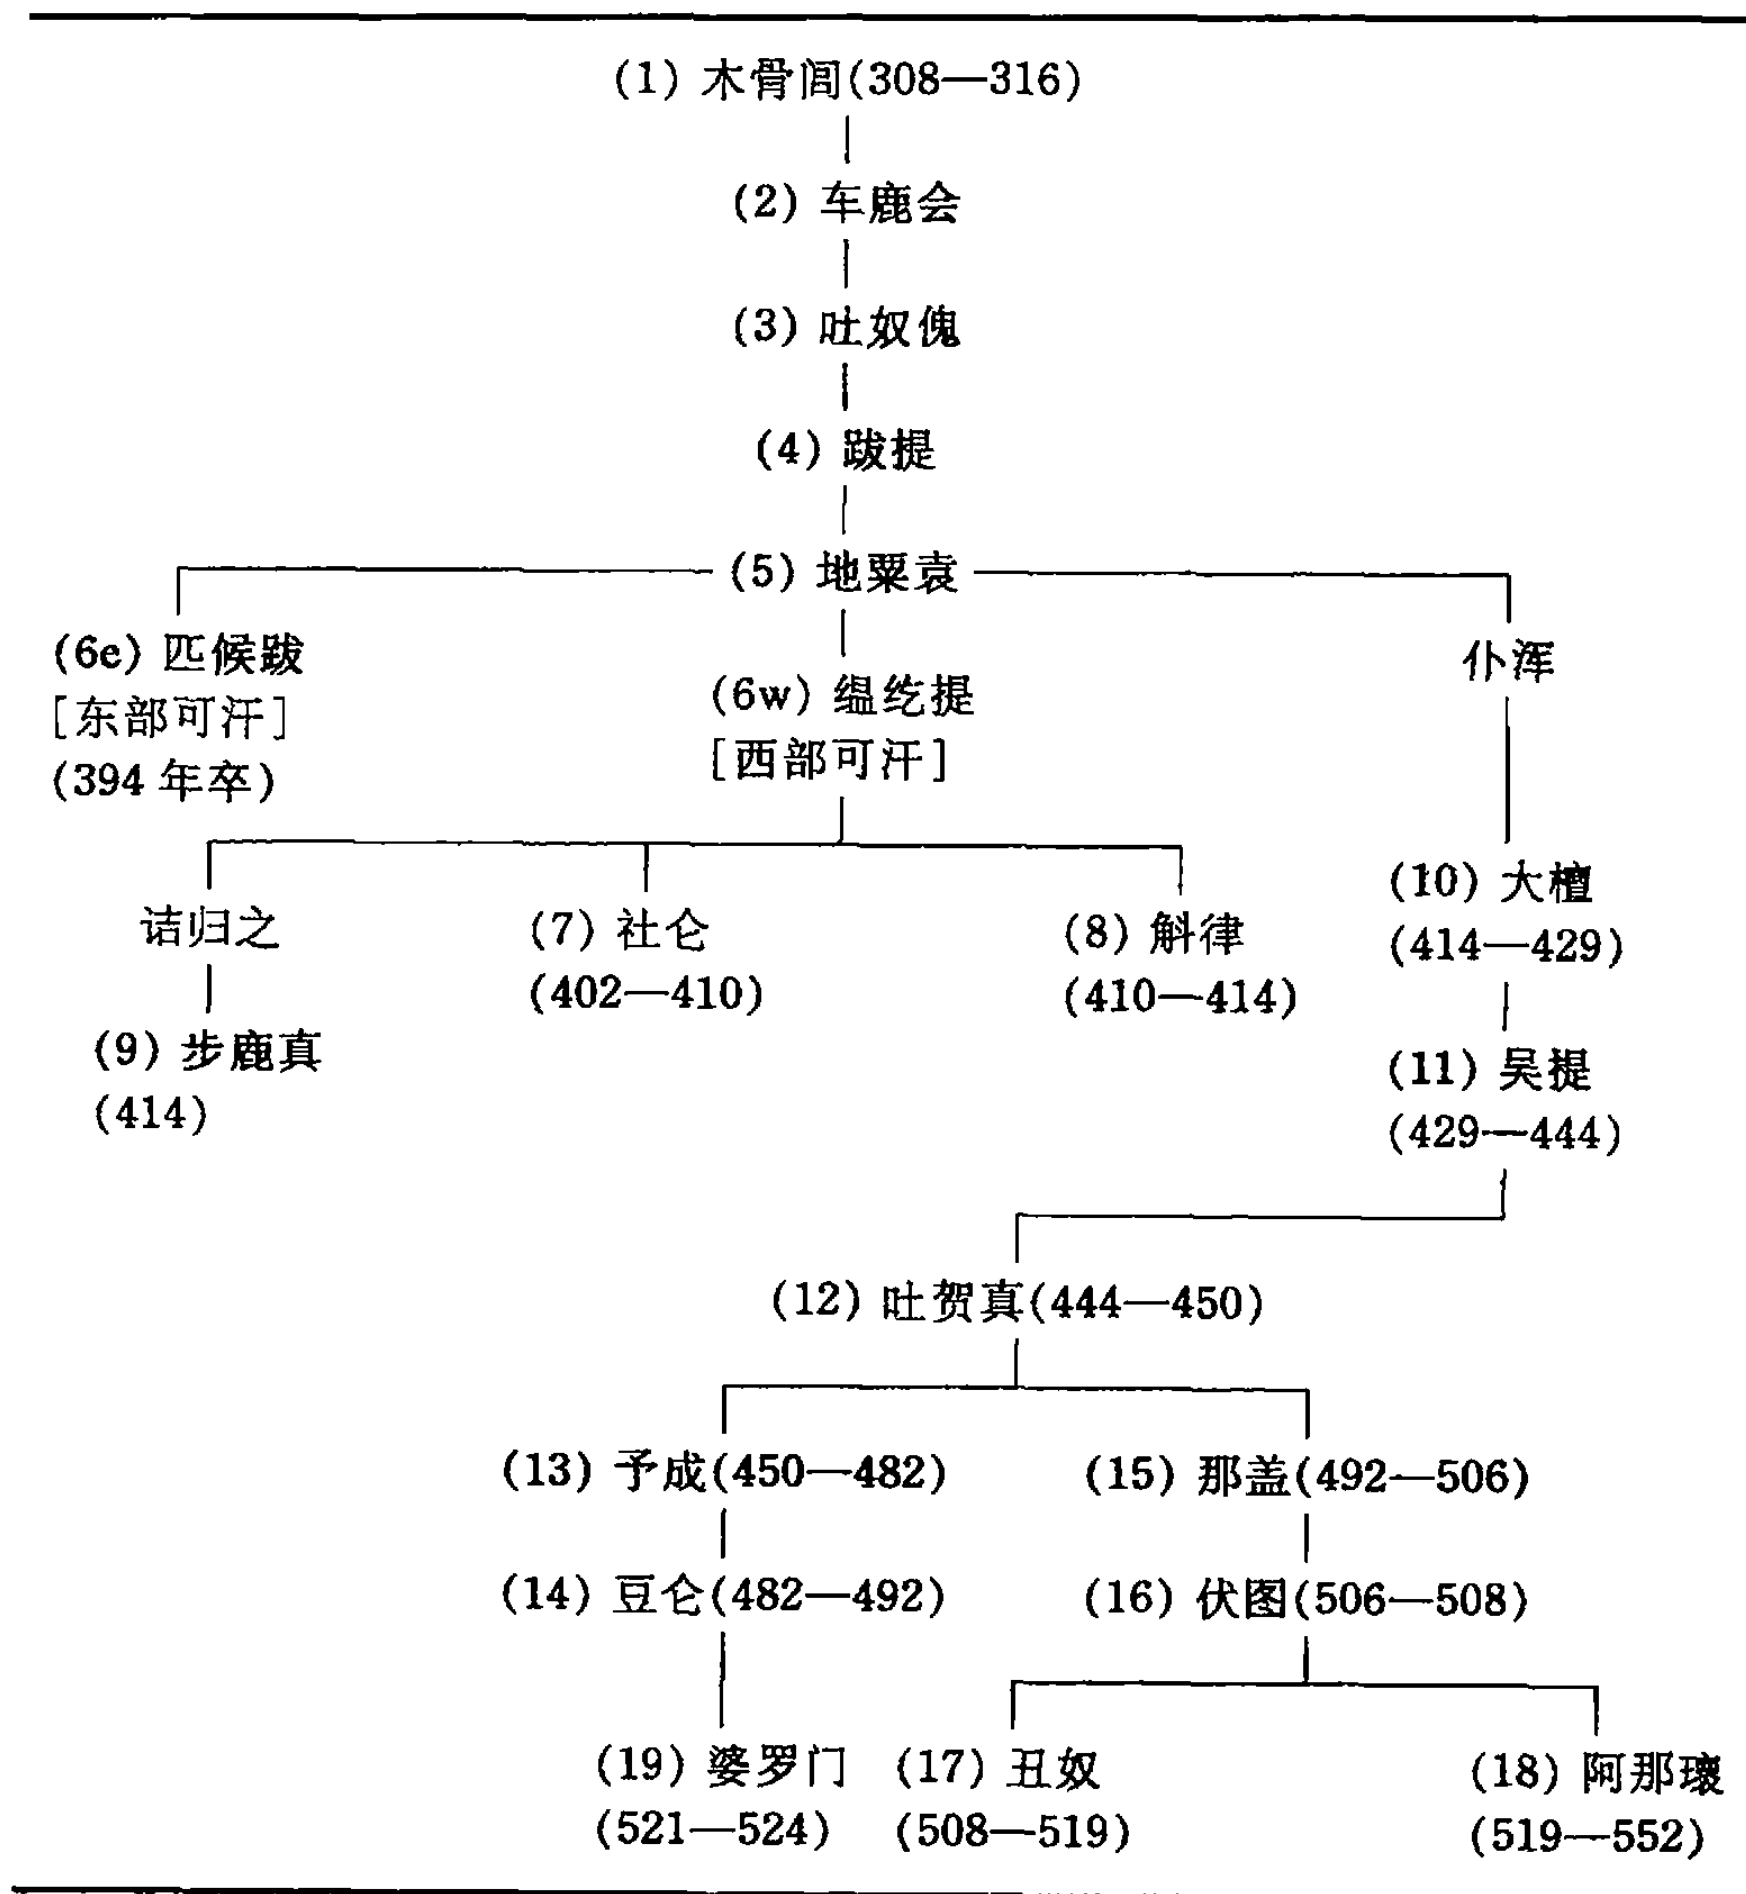 (1) 木骨闾(308—316)
(2) 车鹿会
(3) 吐奴傀
(4) 跋提
(5) 地粟袁
(6e) 匹候跋
[东部可汗]
(394 年卒)
(6w) 缊纥提
[西部可汗]
仆浑
诘归之
(7) 社仑
(402—410)
(8) 斛律
(410—414)
(10) 大檀
(414—429)
(9) 步鹿真
(414)
(11) 吴提
(429—444)
(12) 吐贺真(444—450)
(13) 予成(450—482)
(15) 那盖(492—506)
(14) 豆仑(482—492)
(16) 伏图(506—508)
(19) 婆罗门
(521—524)
(17) 丑奴
(508—519)
(18) 阿那瓌
(519—552)